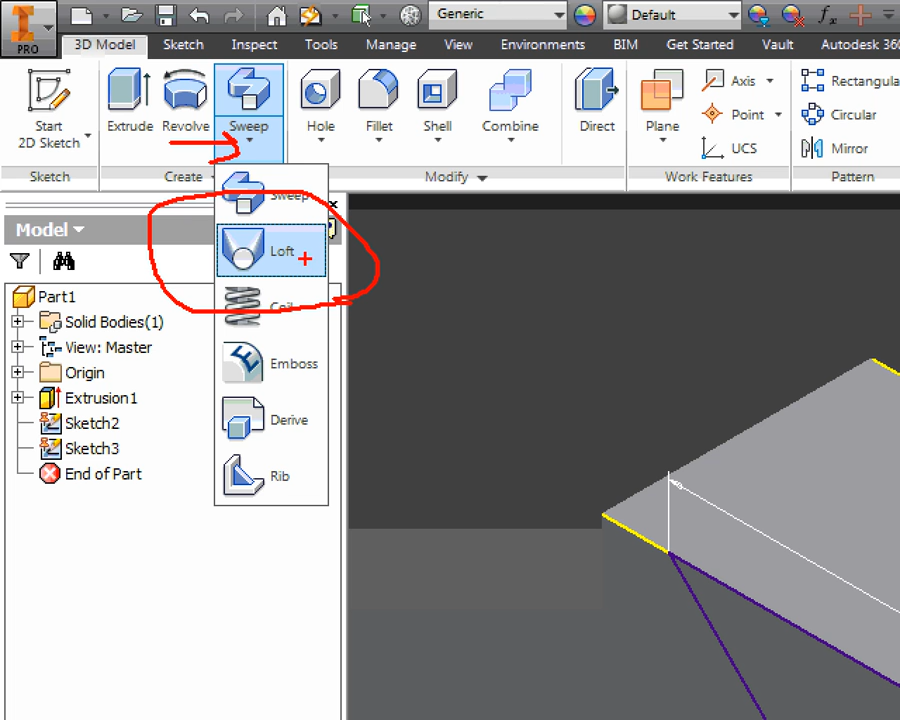 PRO
Generic
Default
fx
3D Model Sketch Inspect Tools Manage View Environments BIM Get Started Vault Autodesk 360
Start
2D Sketch
Extrude Revolve Sweep Hole Fillet Shell Combine Direct Plane
Axis
Point
UCS
Rectangula
Circular
Mirror
Sketch Create Modify Work Features Pattern
Sweep
Loft
Coil
Emboss
Derive
Rib
Model
Part1
Solid Bodies(1)
View: Master
Origin
Extrusion1
Sketch2
Sketch3
End of Part